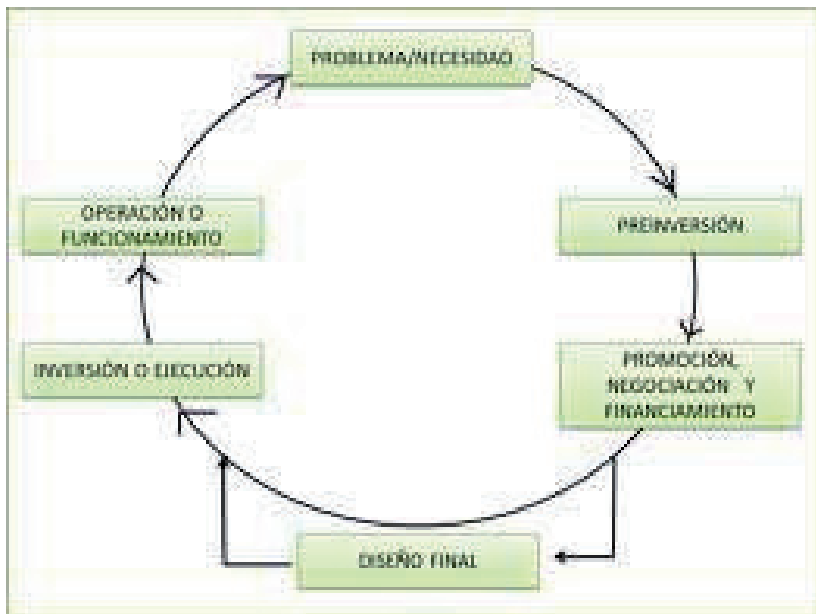 PROBLEMA/NECESIDAD
PREINVERSIÓN
PROMOCIÓN,
NEGOCIACIÓN Y
FINANCIAMIENTO
DISEÑO FINAL
INVERSIÓN O EJECUCIÓN
OPERACIÓN O
FUNCIONAMIENTO